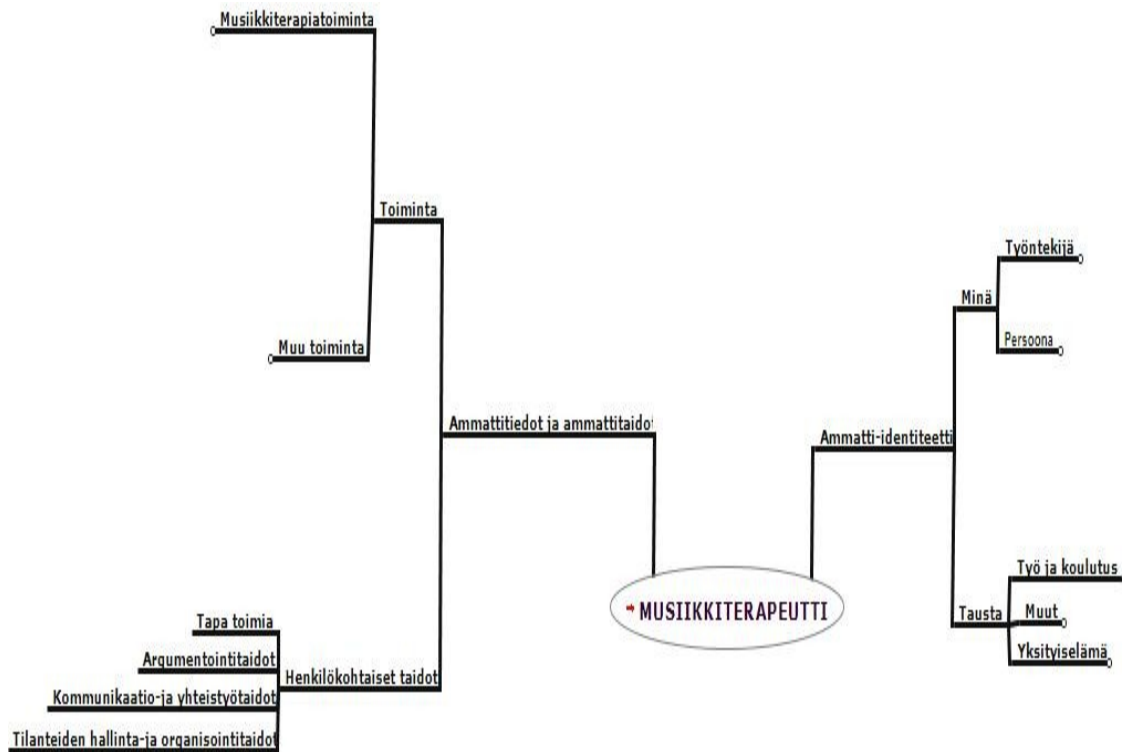 Musiikkiterapiatoiminta
Toiminta
Muu toiminta
Ammattitiedot ja ammattitaidot
Tapa toimia
Argumentointitaidot
Henkilökohtaiset taidot
Kommunikaatio-ja yhteistyötaidot
Tilanteiden hallinta-ja organisointitaidot
MUSIIKKITERAPEUTTI
Työntekijä
Minä
Persoona
Ammatti-identiteetti
Työ ja koulutus
Tausta
Muut
Yksityiselämä